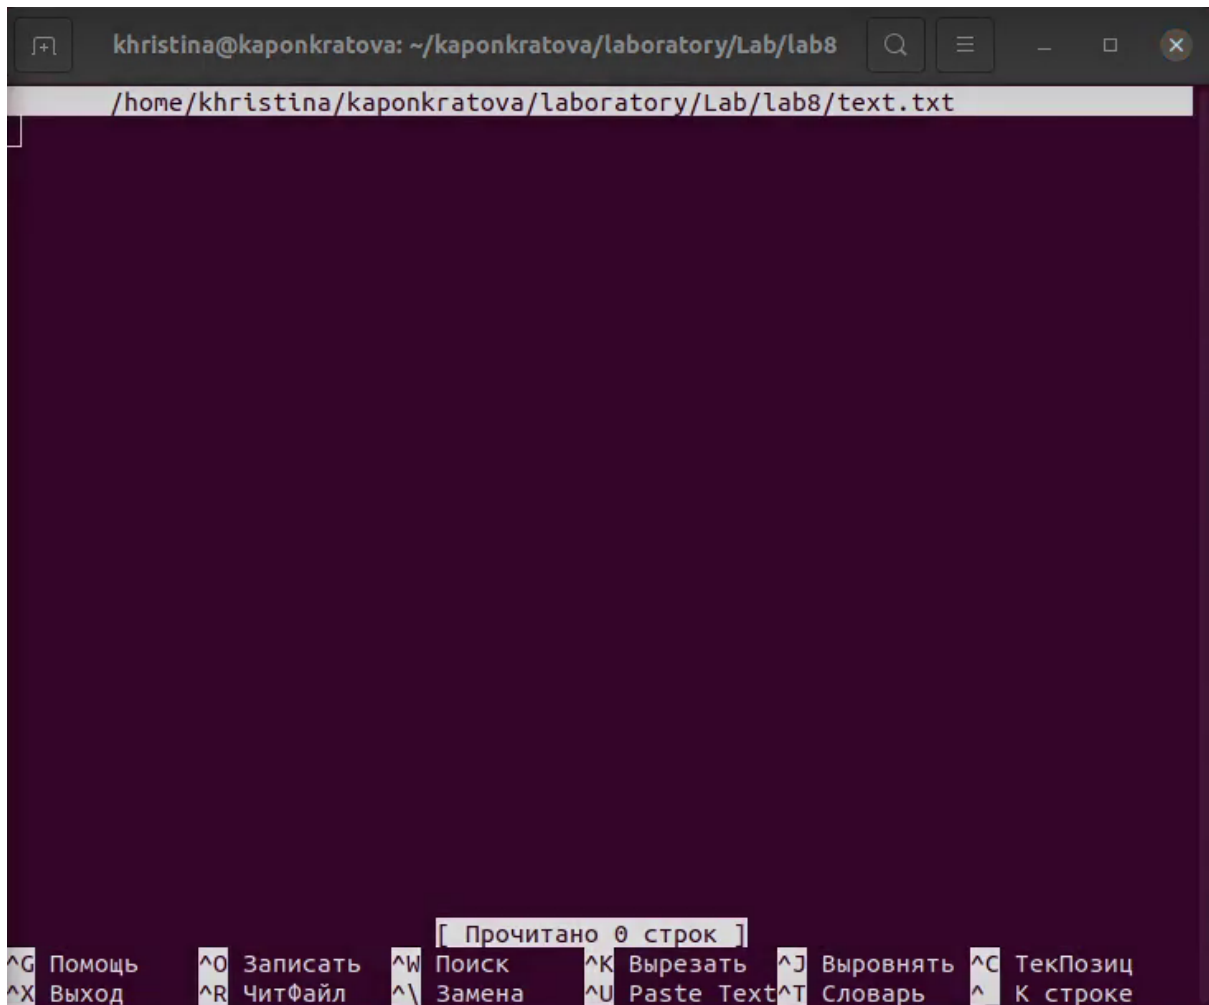 khristina@kaponkratova: ~/kaponkratova/laboratory/Lab/lab8
/home/khristina/kaponkratova/laboratory/Lab/lab8/text.txt
[ Прочитано 0 строк ]
^G Помощь ^O Записать ^W Поиск ^K Вырезать ^J Выровнять ^C ТекПозиц
^X Выход ^R ЧитФайл ^\ Замена ^U Paste Text ^T Словарь ^_ К строке